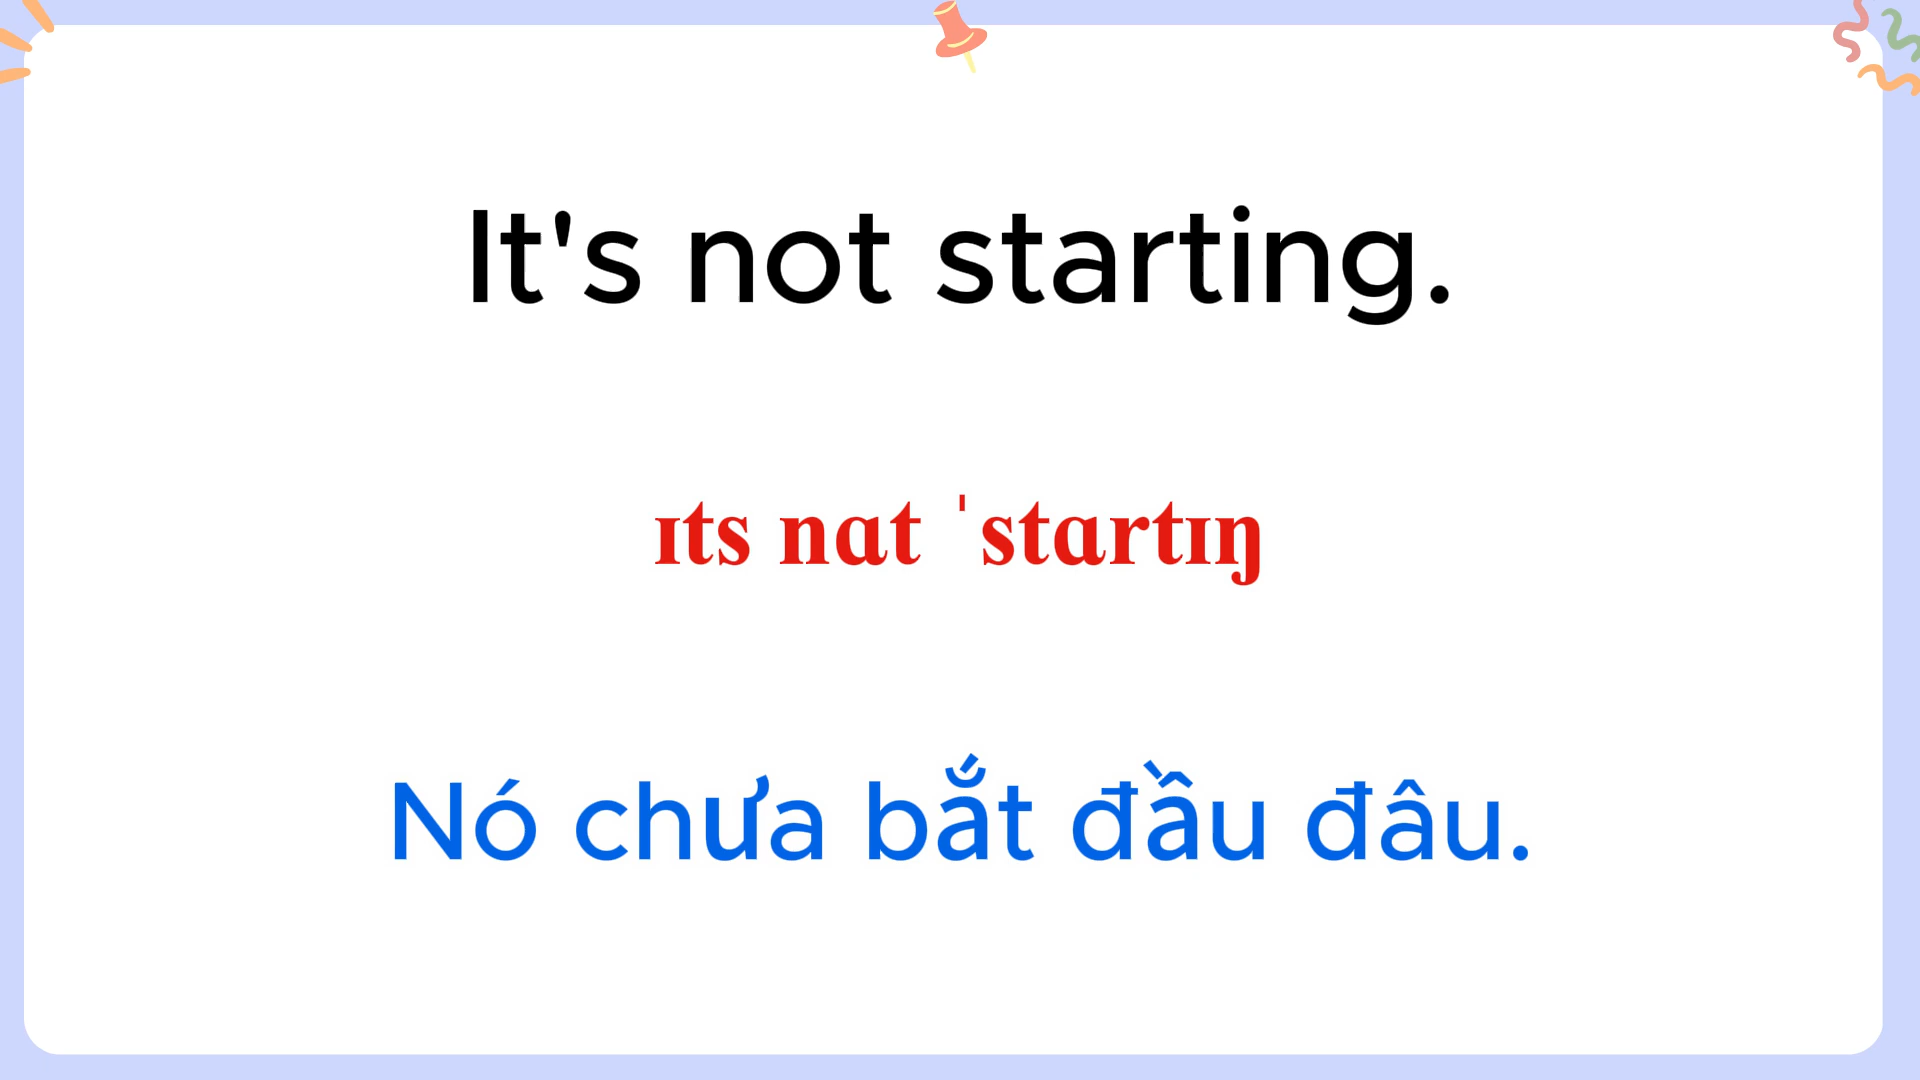 It's not starting.
ɪts nɑt ˈstɑrtɪŋ
Nó chưa bắt đầu đâu.